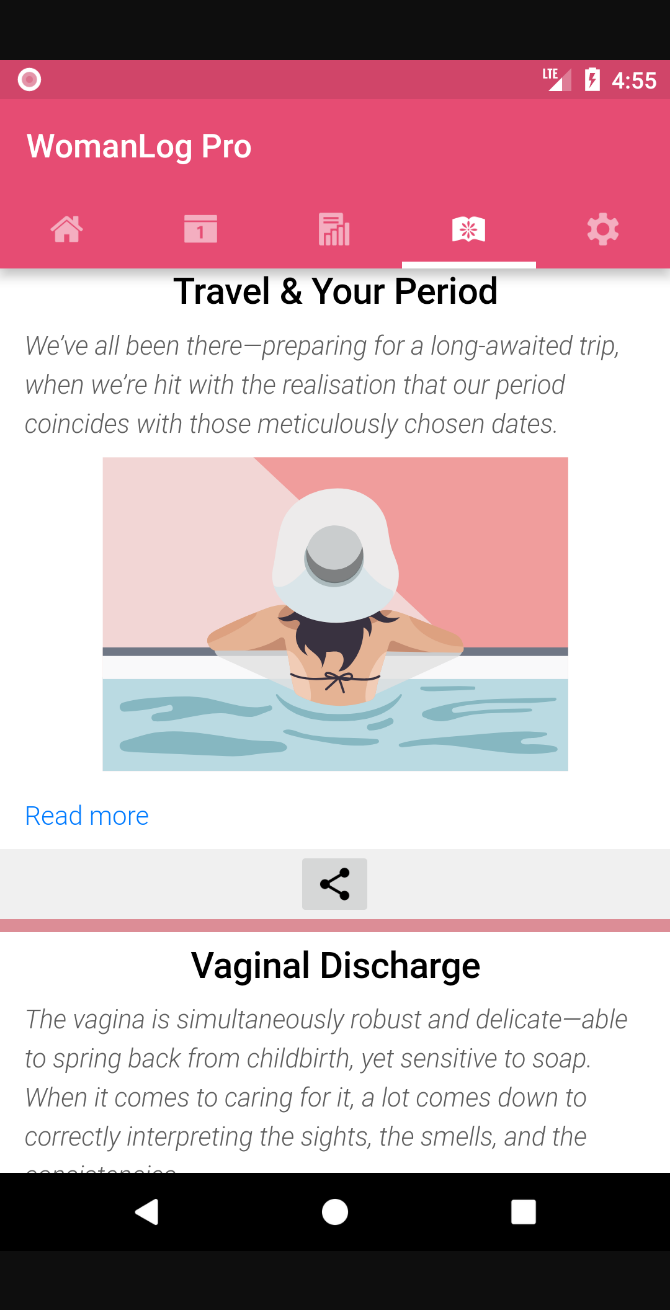 LTE 4:55
WomanLog Pro
1
Travel & Your Period
We’ve all been there—preparing for a long-awaited trip,
when we’re hit with the realisation that our period
coincides with those meticulously chosen dates.
Read more
Vaginal Discharge
The vagina is simultaneously robust and delicate—able
to spring back from childbirth, yet sensitive to soap.
When it comes to caring for it, a lot comes down to
correctly interpreting the sights, the smells, and the